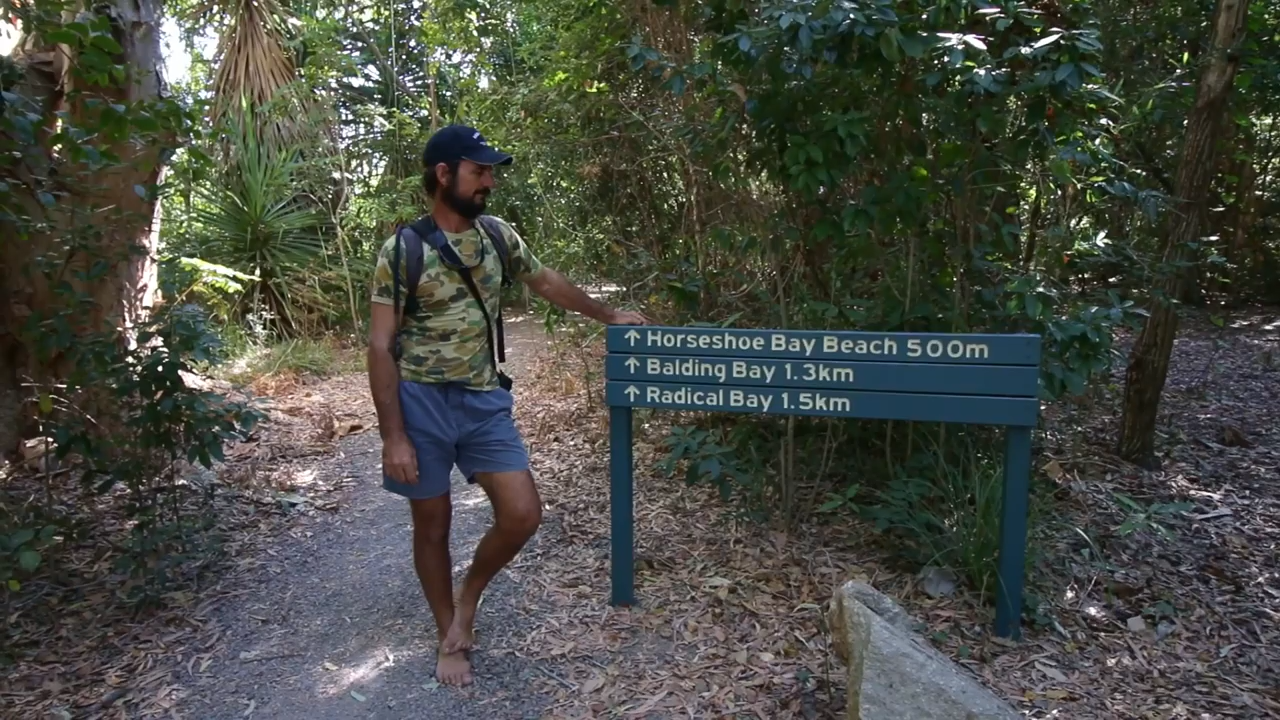 ↑ Horseshoe Bay Beach 500m
↑ Balding Bay 1.3km
↑ Radical Bay 1.5km